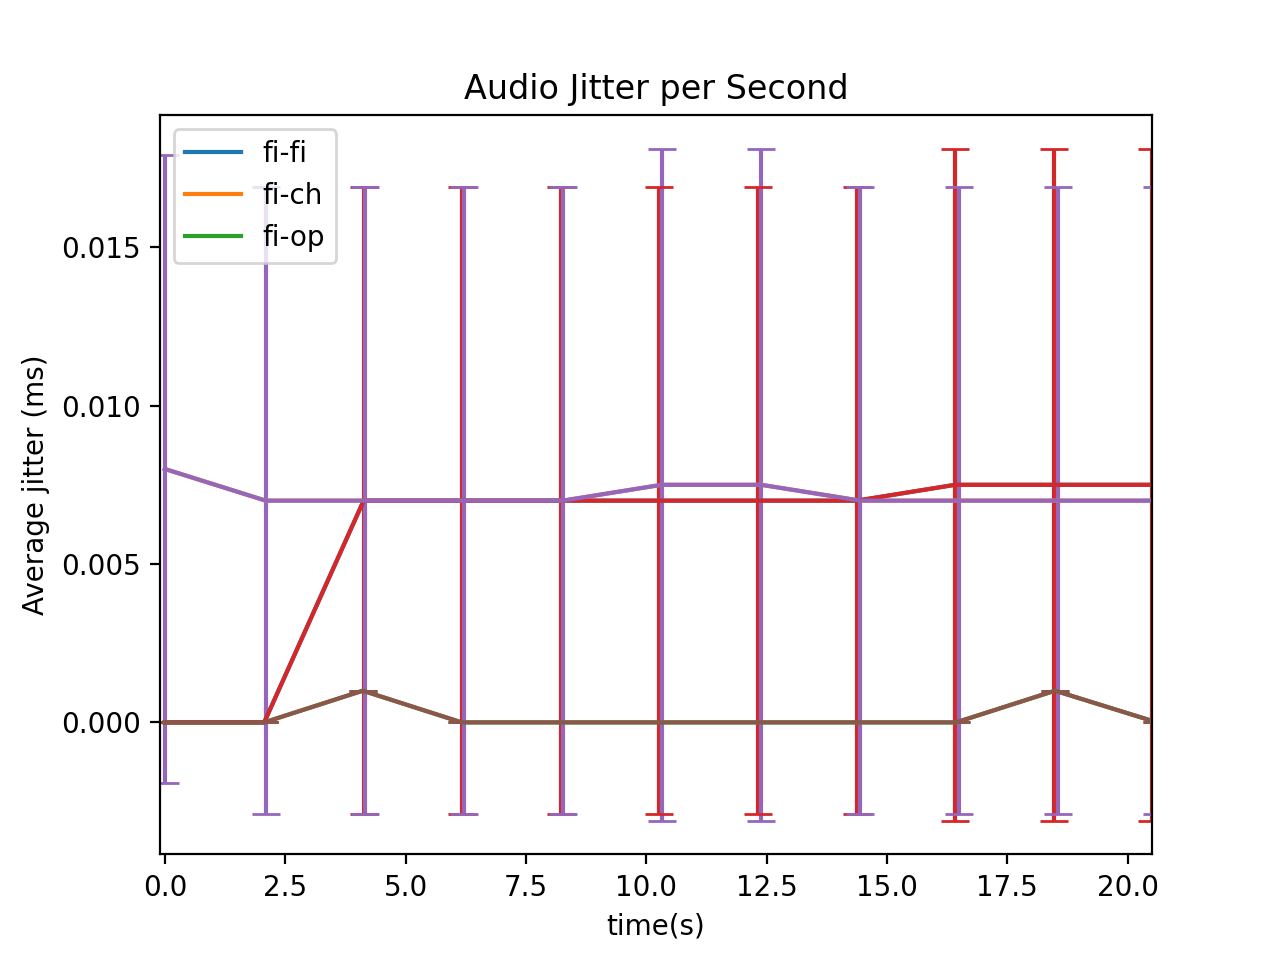 Audio Jitter per Second
fi-fi
fi-ch
fi-op
0.015
0.010
0.005
0.000
Average jitter (ms)
0.0 2.5 5.0 7.5 10.0 12.5 15.0 17.5 20.0
time(s)